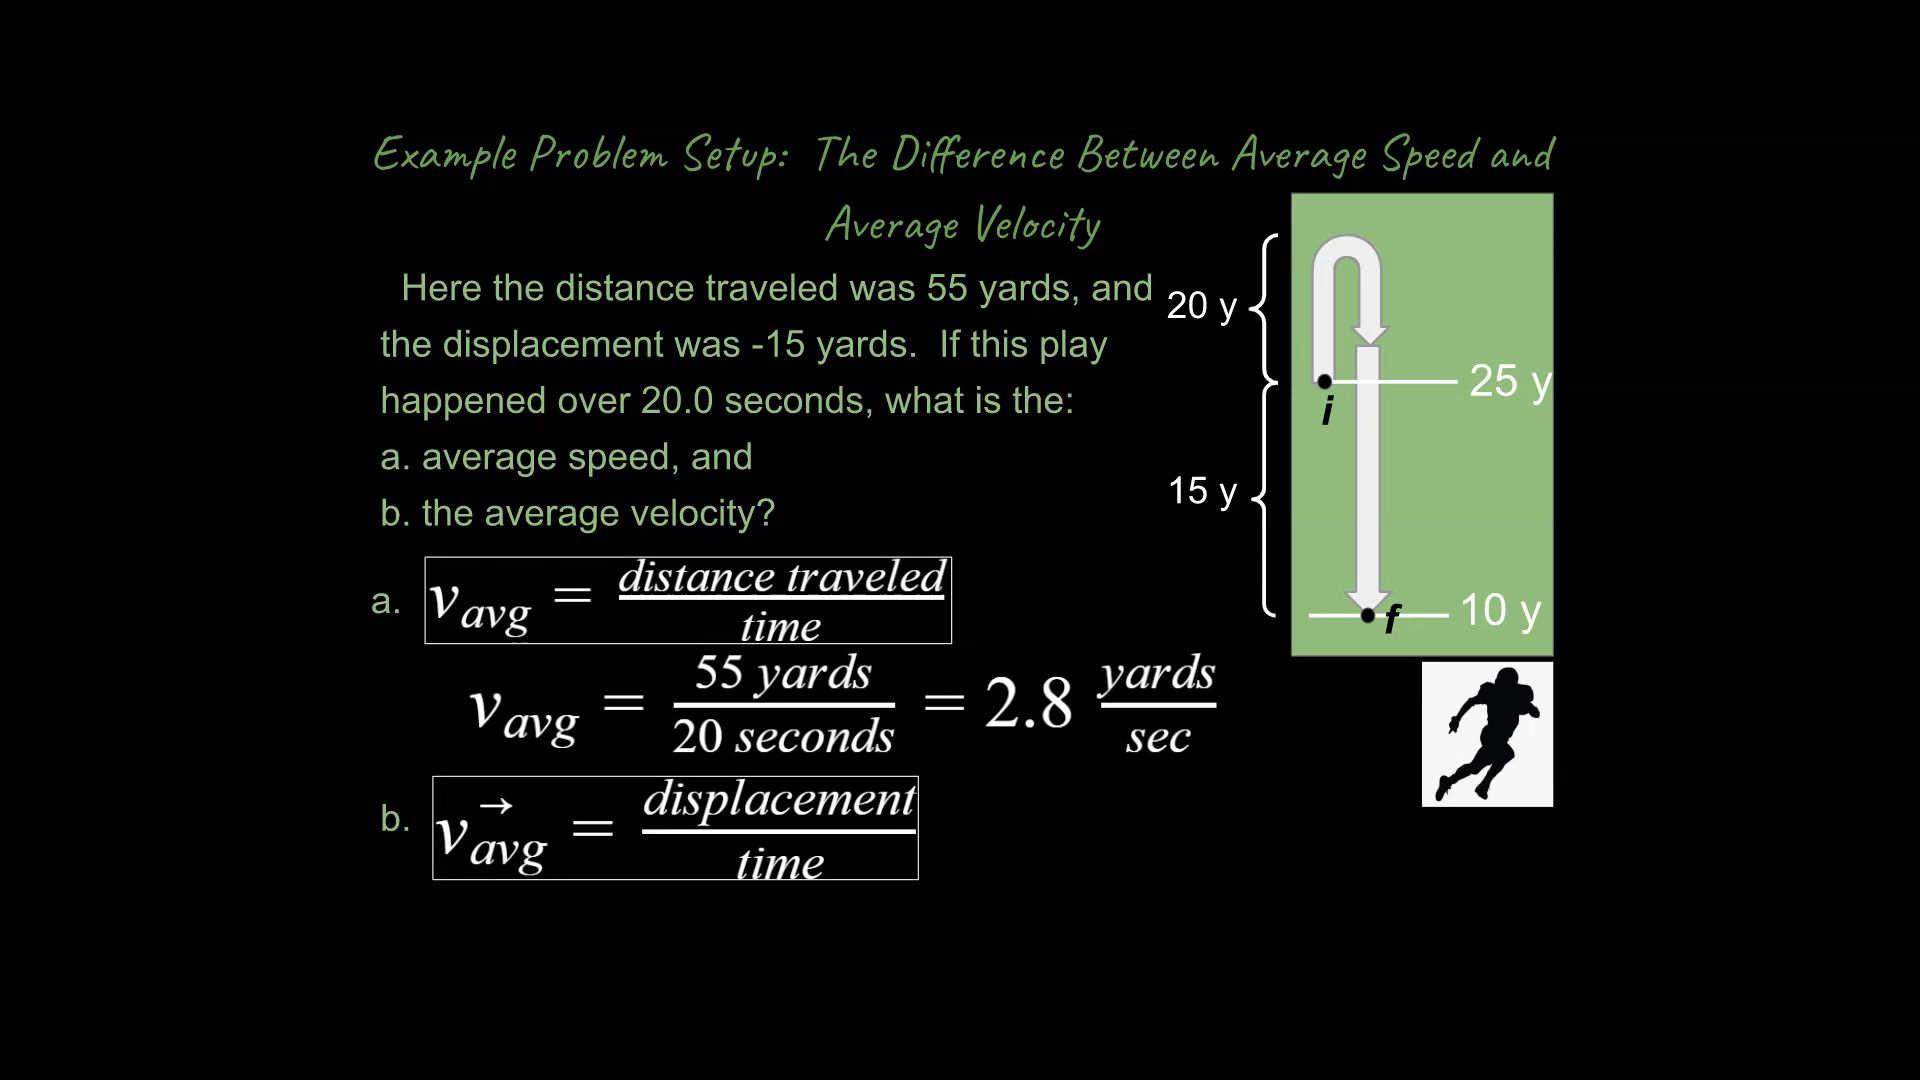 Example Problem Setup: The Difference Between Average Speed and
Average Velocity
Here the distance traveled was 55 yards, and
the displacement was -15 yards. If this play
happened over 20.0 seconds, what is the:
a. average speed, and
b. the average velocity?
20 y
25 y
i
15 y
10 y
f
a. v avg = distance traveled / time
v avg = 55 yards / 20 seconds = 2.8 yards / sec
b. v→ avg = displacement / time